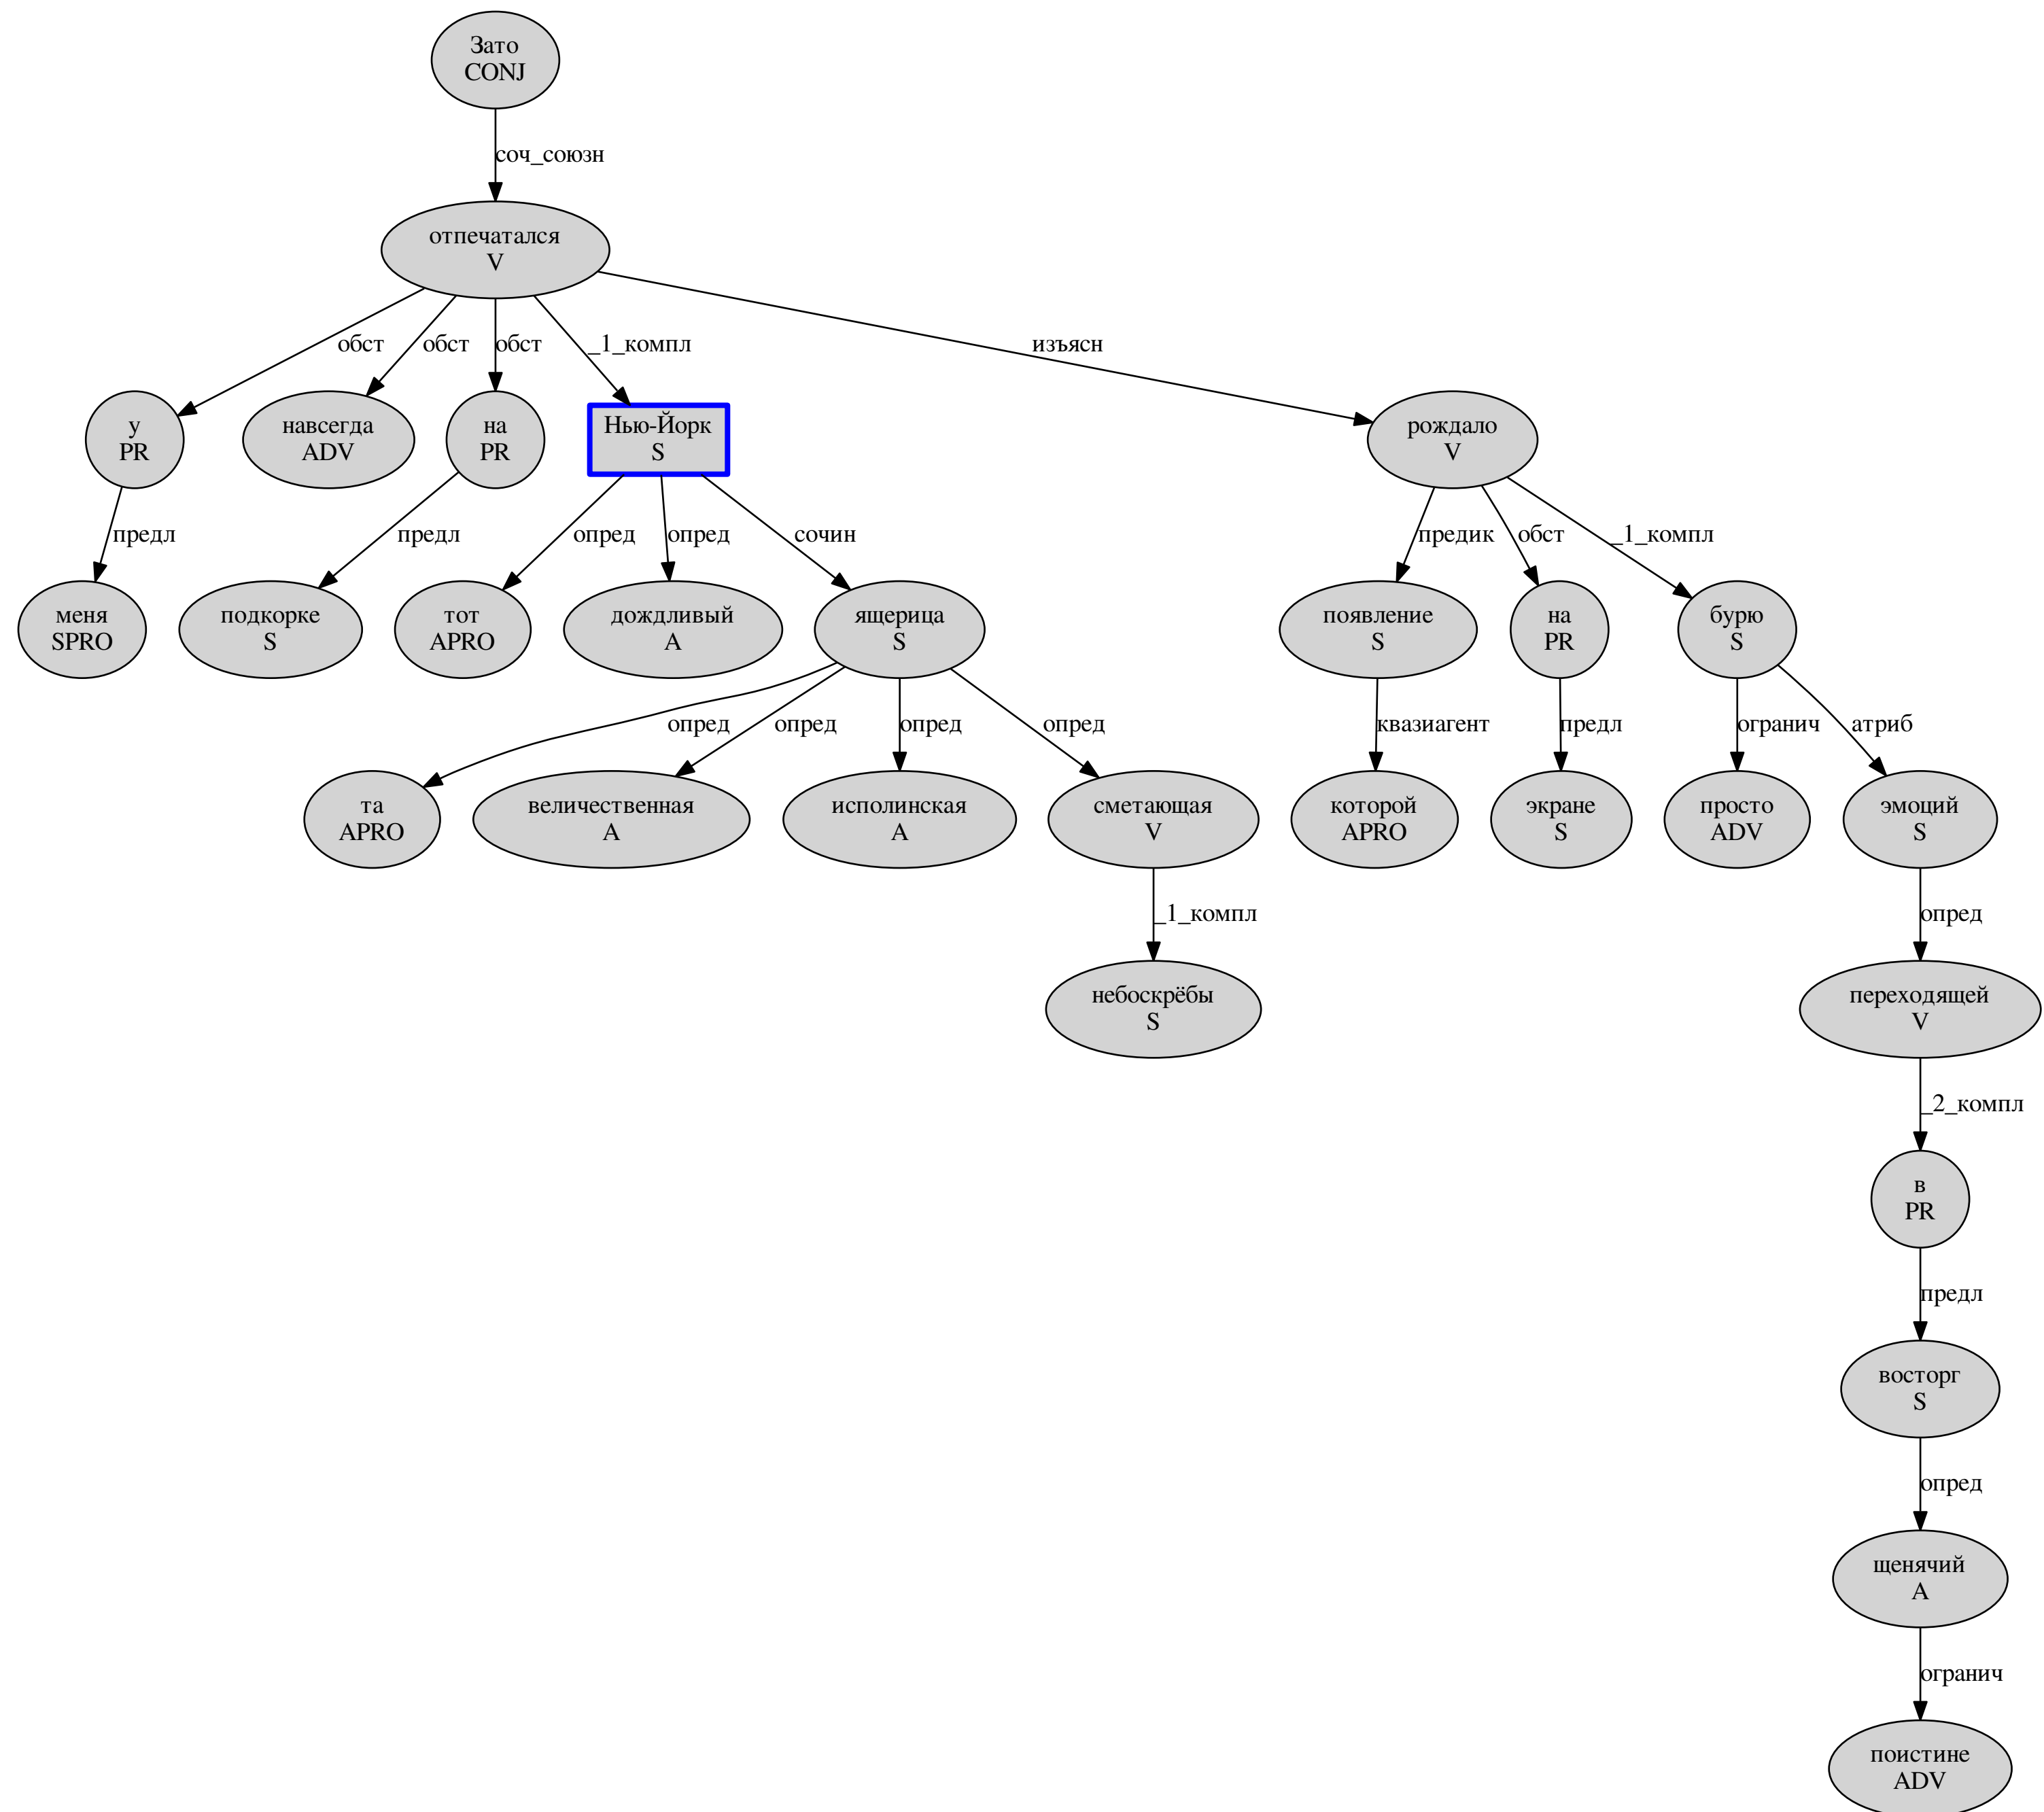 Зато
CONJ
соч_союзн
отпечатался
V
обст
обст
обст
_1_компл
изъясн
у
PR
навсегда
ADV
на
PR
Нью-Йорк
S
рождало
V
предл
предл
опред
опред
сочин
предик
обст
_1_компл
меня
SPRO
подкорке
S
тот
APRO
дождливый
A
ящерица
S
появление
S
на
PR
бурю
S
опред
опред
опред
опред
квазиагент
предл
огранич
атриб
та
APRO
величественная
A
исполинская
A
сметающая
V
которой
APRO
экране
S
просто
ADV
эмоций
S
_1_компл
опред
небоскрёбы
S
переходящей
V
_2_компл
в
PR
предл
восторг
S
опред
щенячий
A
огранич
поистине
ADV